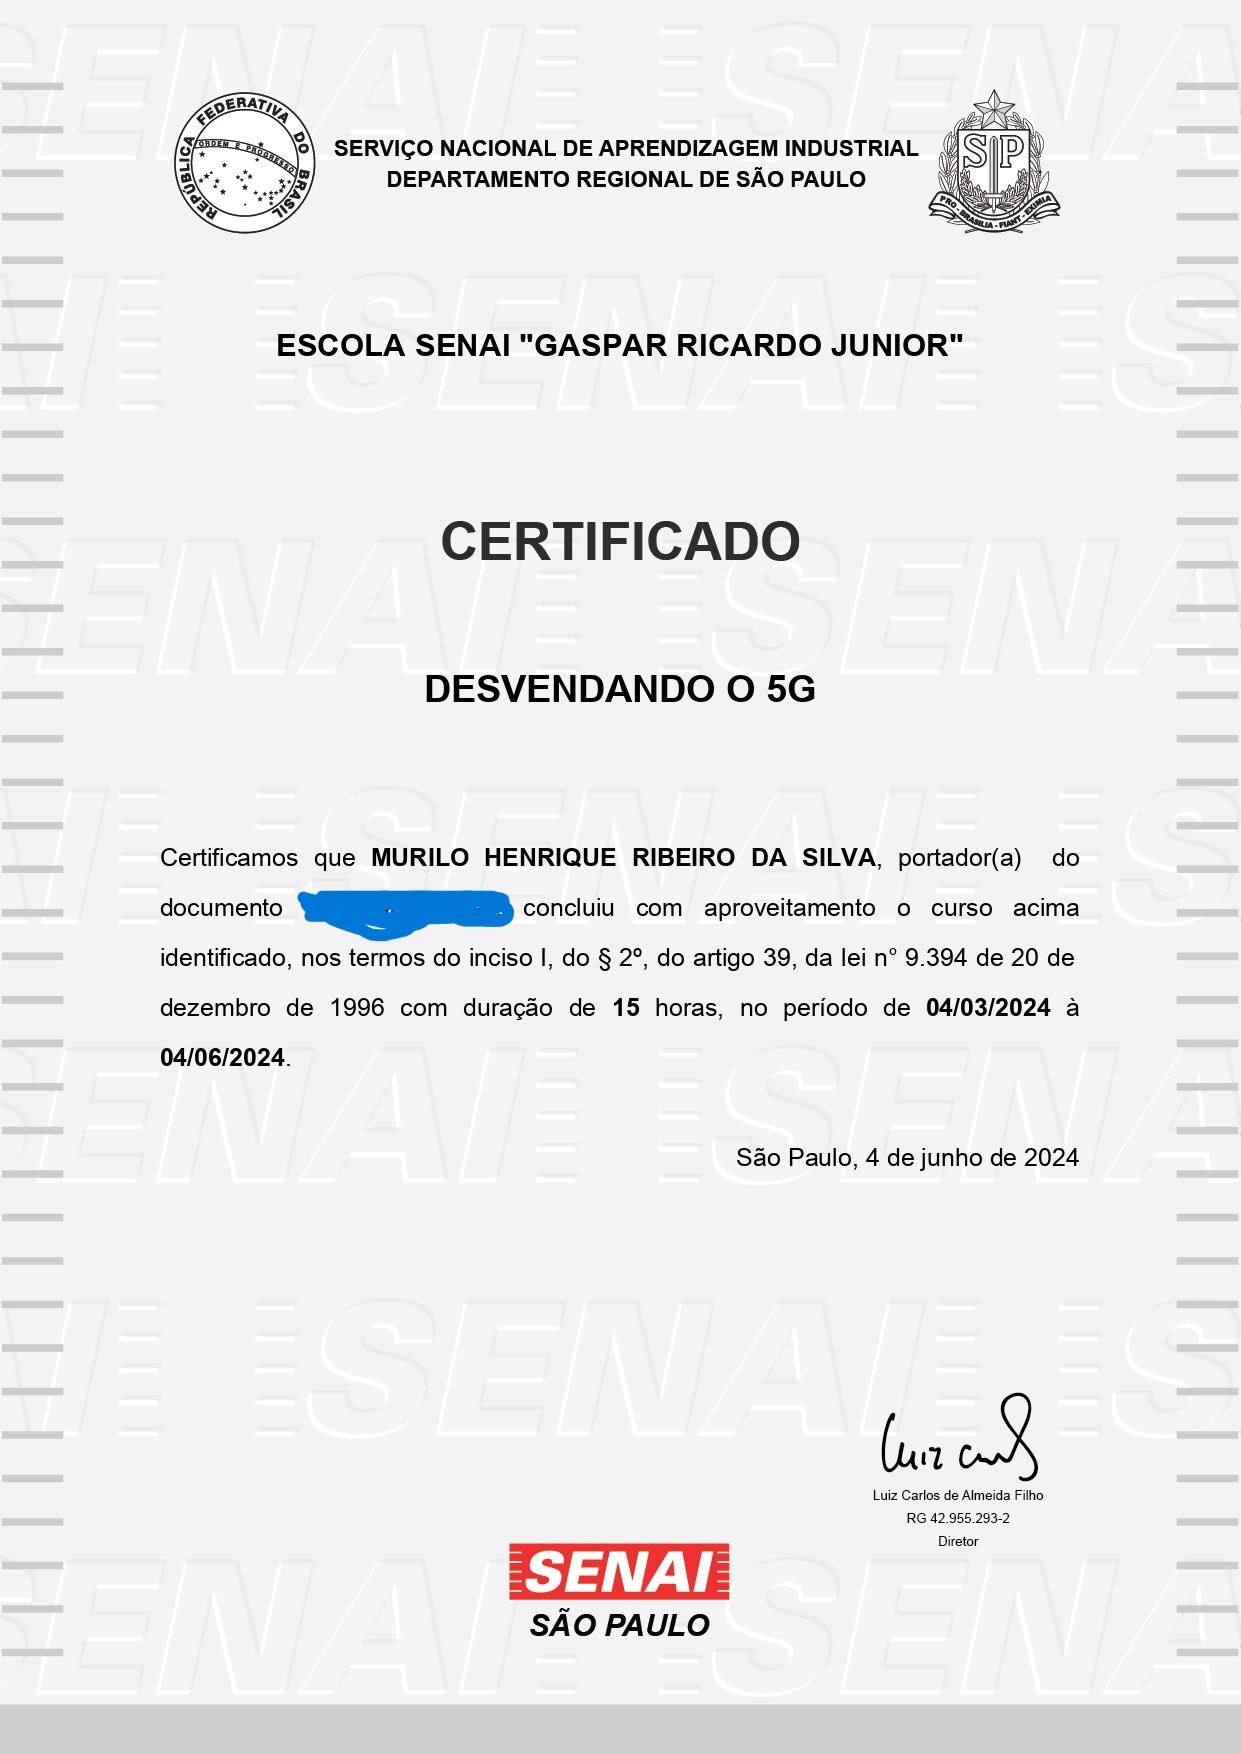 REPÚBLICA FEDERATIVA DO BRASIL
ORDEM E PROGRESSO
SERVIÇO NACIONAL DE APRENDIZAGEM INDUSTRIAL
DEPARTAMENTO REGIONAL DE SÃO PAULO
SP
PRO - BRASILIA - FIANT - EXIMIA
ESCOLA SENAI "GASPAR RICARDO JUNIOR"
CERTIFICADO
DESVENDANDO O 5G
Certificamos que MURILO HENRIQUE RIBEIRO DA SILVA, portador(a) do
documento concluiu com aproveitamento o curso acima
identificado, nos termos do inciso I, do § 2º, do artigo 39, da lei n° 9.394 de 20 de
dezembro de 1996 com duração de 15 horas, no período de 04/03/2024 à
04/06/2024.
São Paulo, 4 de junho de 2024
Luiz Carlos de Almeida Filho
RG 42.955.293-2
Diretor
SENAI
SÃO PAULO